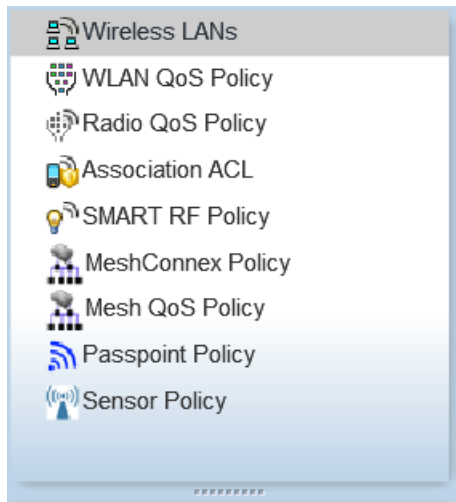 Wireless LANs
WLAN QoS Policy
Radio QoS Policy
Association ACL
SMART RF Policy
MeshConnex Policy
Mesh QoS Policy
Passpoint Policy
Sensor Policy